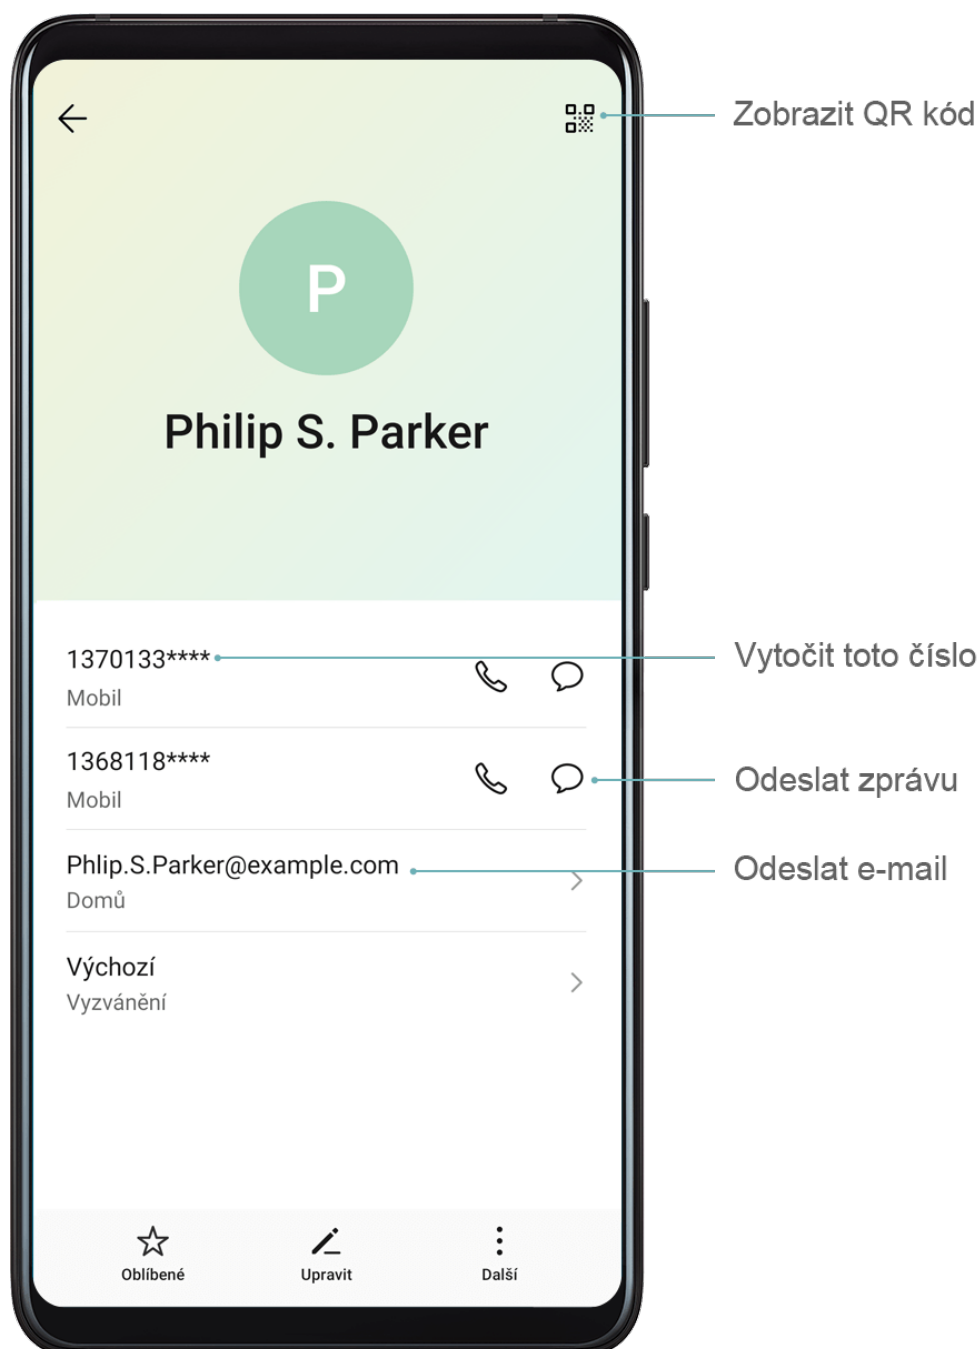 Zobrazit QR kód
P
Philip S. Parker
1370133****
Vytočit toto číslo
Mobil
1368118****
Odeslat zprávu
Mobil
Phlip.S.Parker@example.com
Odeslat e-mail
Domů
Výchozí
Vyzvánění
Oblíbené
Upravit
Další